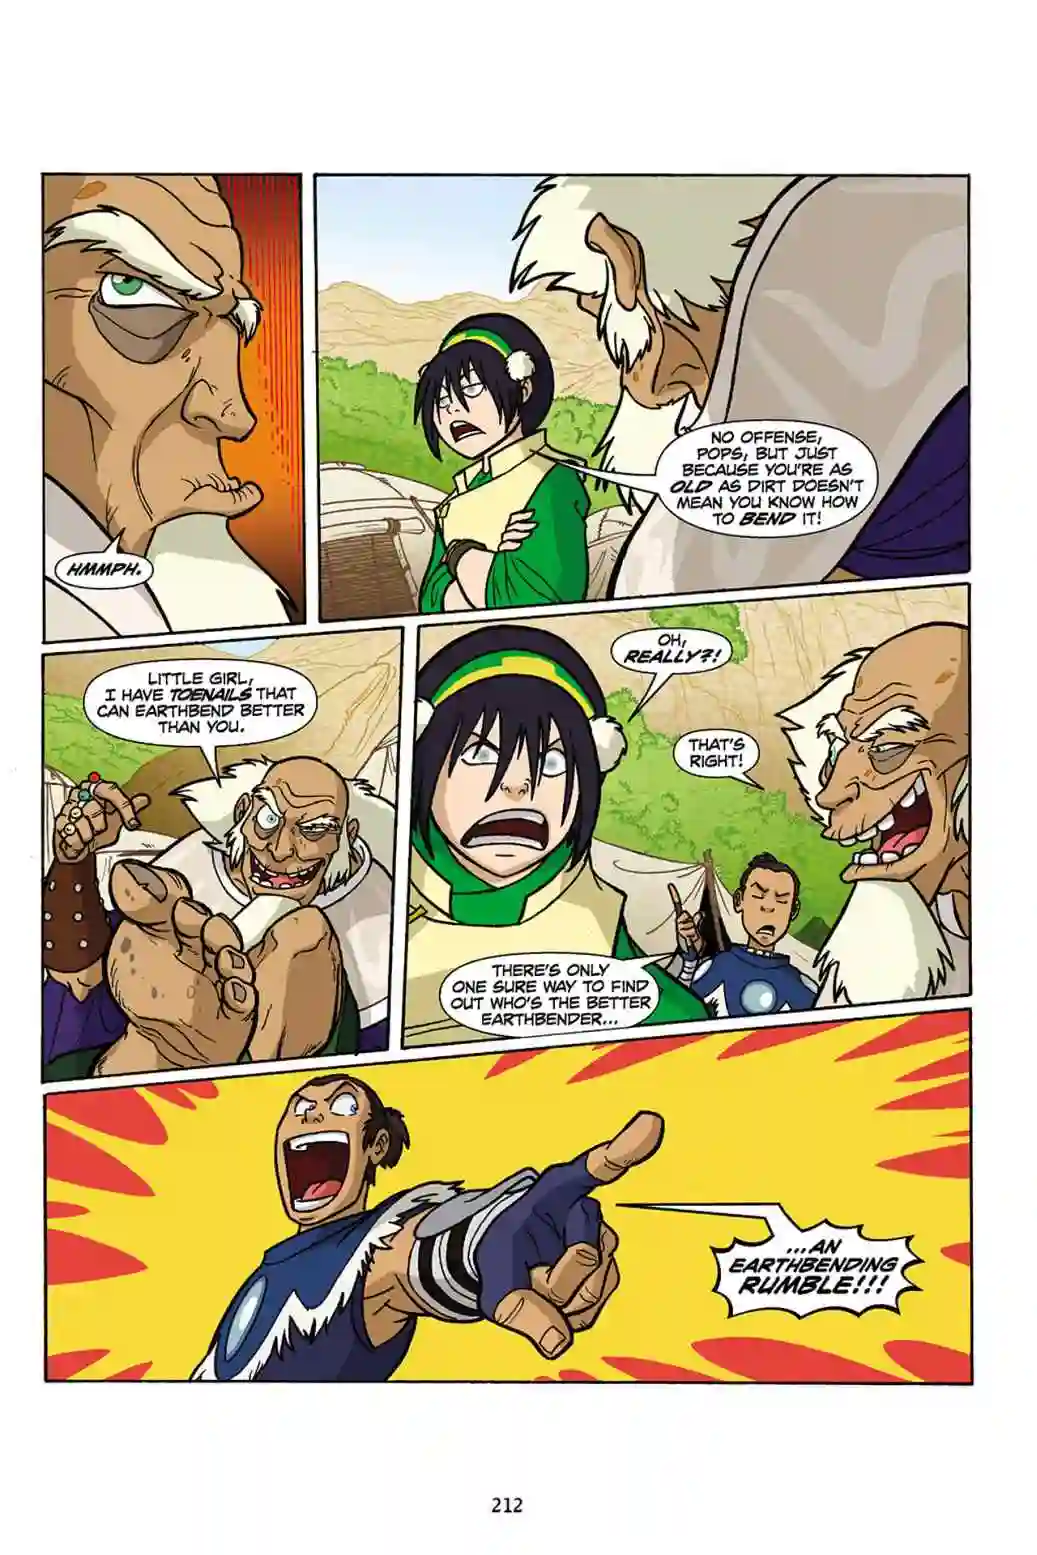 HMMMPH.
NO OFFENSE,
POPS, BUT JUST
BECAUSE YOU'RE AS
OLD AS DIRT DOESN'T
MEAN YOU KNOW HOW
TO BEND IT!
LITTLE GIRL,
I HAVE TOENAILS THAT
CAN EARTHBEND BETTER
THAN YOU.
OH,
REALLY?!
THAT'S
RIGHT!
THERE'S ONLY
ONE SURE WAY TO FIND
OUT WHO'S THE BETTER
EARTHBENDER...
...AN
EARTHBENDING
RUMBLE!!!
212